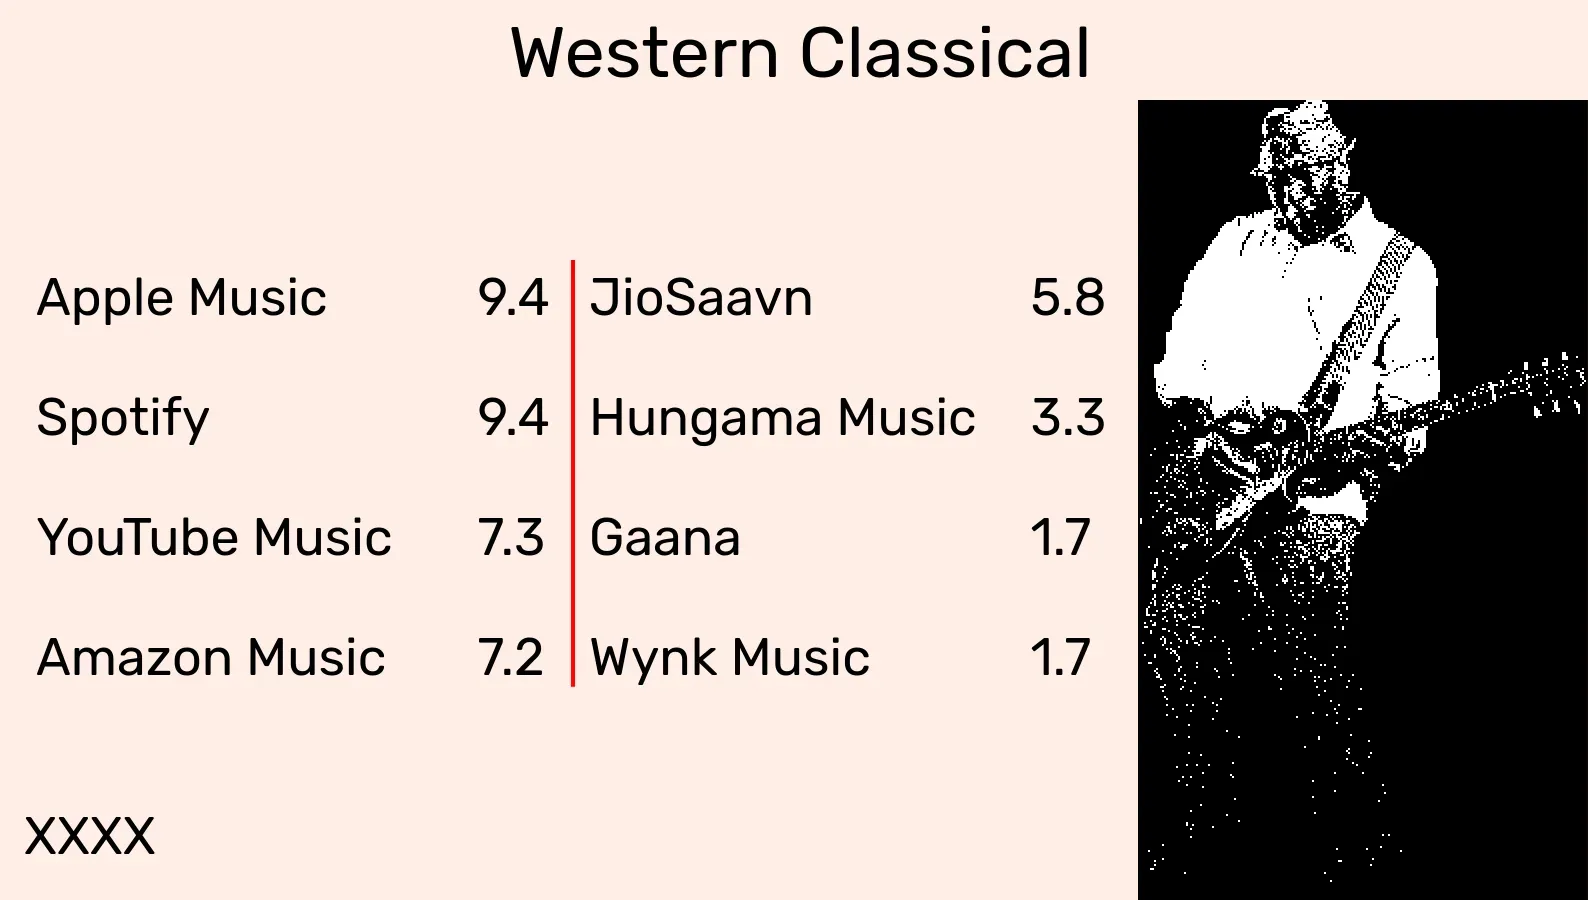 Western Classical
Apple Music 9.4
Spotify 9.4
YouTube Music 7.3
Amazon Music 7.2
JioSaavn 5.8
Hungama Music 3.3
Gaana 1.7
Wynk Music 1.7
XXXX